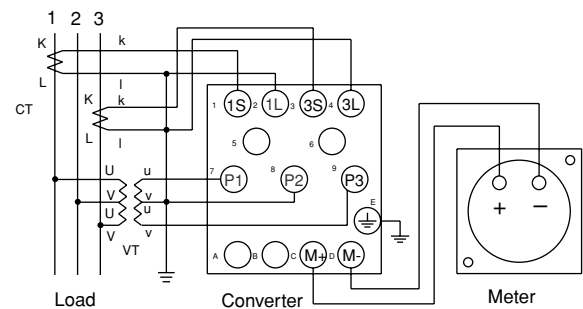 1 2 3
K k
L l
CT
K k
L l
1 1S 2 1L 3 3S 4 3L
5 6
7 P1 8 P2 9 P3
U u
V v
U u
V v
VT
E
A B C M+ D M-
+ −
Load
Converter
Meter